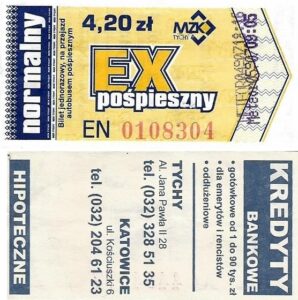 normalny
Bilet jednorazowy, na przejazd
autobusem pospiesznym
4,20 zł
MZK
TYCHY
EX
pośpieszny
EN 0108304
KREDYTY
BANKOWE
• gotówkowe od 1 do 90 tys. zł
• dla emerytów i rencistów
• oddłużeniowe
TYCHY
Al. Jana Pawła II 28
tel. (032) 328 51 35
KATOWICE
ul. Kościuszki 6
tel. (032) 204 61 23
HIPOTECZNE